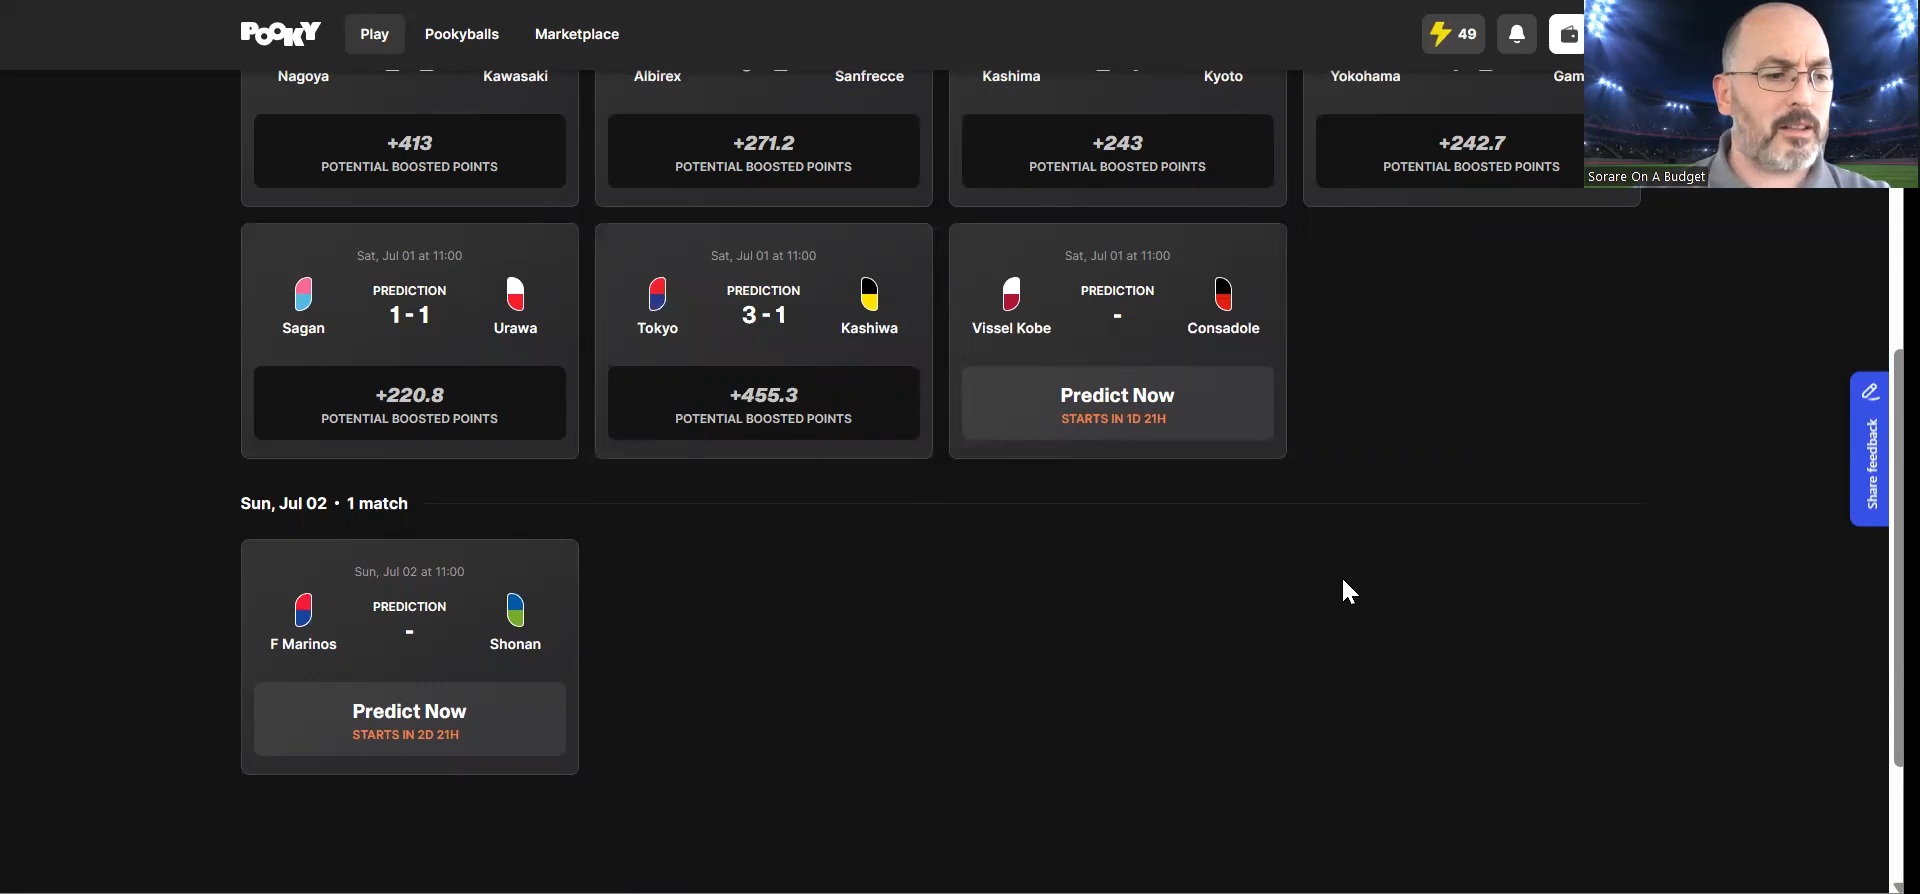 POOKY
Play
Pookyballs
Marketplace
49
Nagoya
Kawasaki
Albirex
Sanfrecce
Kashima
Kyoto
Yokohama
Gam
+413
POTENTIAL BOOSTED POINTS
+271.2
POTENTIAL BOOSTED POINTS
+243
POTENTIAL BOOSTED POINTS
+242.7
POTENTIAL BOOSTED POINTS
Sorare On A Budget
Sat, Jul 01 at 11:00
PREDICTION
1 - 1
Sagan
Urawa
+220.8
POTENTIAL BOOSTED POINTS
Sat, Jul 01 at 11:00
PREDICTION
3 - 1
Tokyo
Kashiwa
+455.3
POTENTIAL BOOSTED POINTS
Sat, Jul 01 at 11:00
PREDICTION
-
Vissel Kobe
Consadole
Predict Now
STARTS IN 1D 21H
Share feedback
Sun, Jul 02 • 1 match
Sun, Jul 02 at 11:00
PREDICTION
-
F Marinos
Shonan
Predict Now
STARTS IN 2D 21H